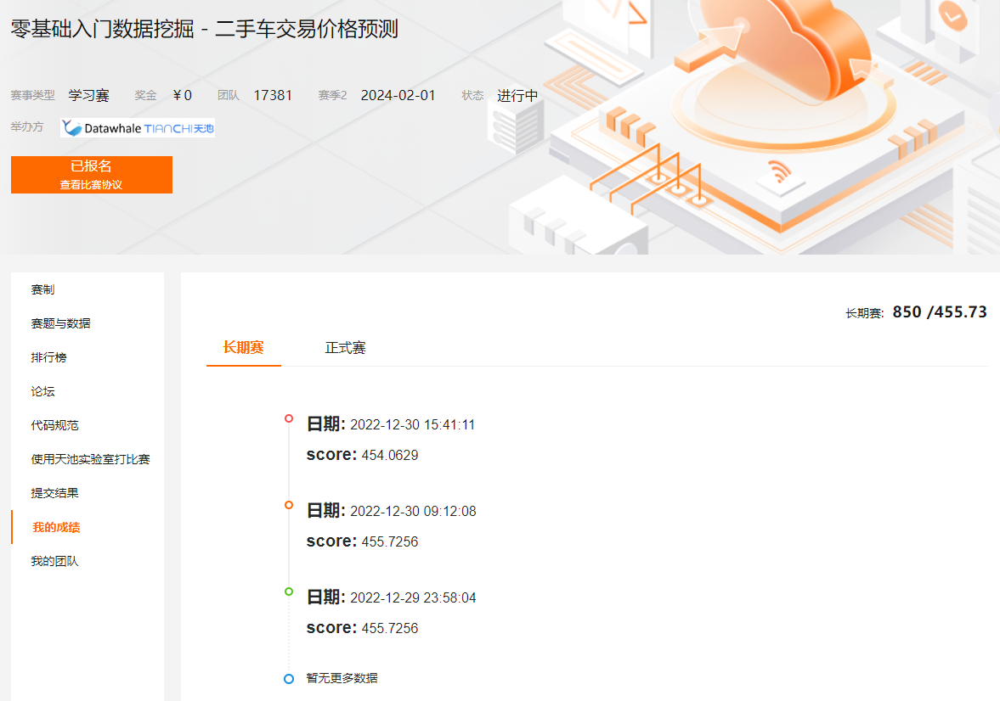 零基础入门数据挖掘 - 二手车交易价格预测
赛事类型 学习赛 奖金 ￥0 团队 17381 赛季2 2024-02-01 状态 进行中
举办方 Datawhale TIANCHI天池
已报名
查看比赛协议
赛制
赛题与数据
排行榜
论坛
代码规范
使用天池实验室打比赛
提交结果
我的成绩
我的团队
长期赛: 850 /455.73
长期赛 正式赛
日期: 2022-12-30 15:41:11
score: 454.0629
日期: 2022-12-30 09:12:08
score: 455.7256
日期: 2022-12-29 23:58:04
score: 455.7256
暂无更多数据